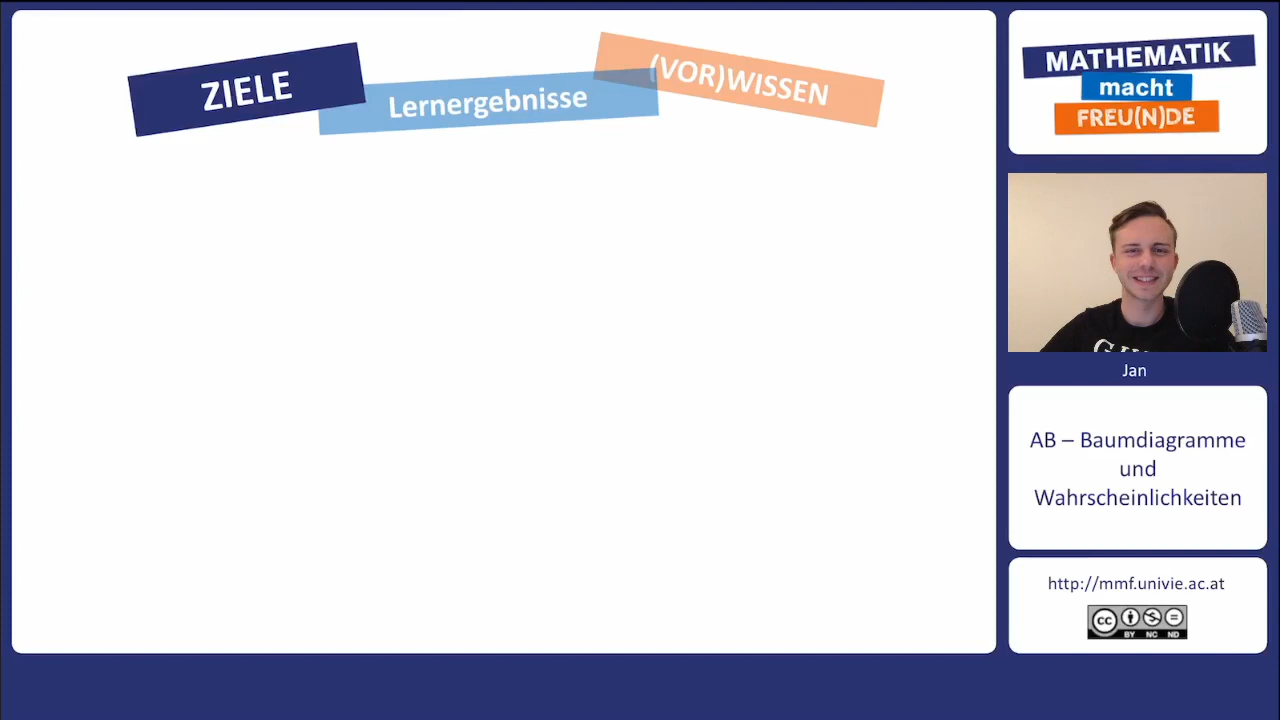 ZIELE
Lernergebnisse
(VOR)WISSEN
MATHEMATIK
macht
FREU(N)DE
Jan
AB – Baumdiagramme
und
Wahrscheinlichkeiten
http://mmf.univie.ac.at
CC
BY NC ND